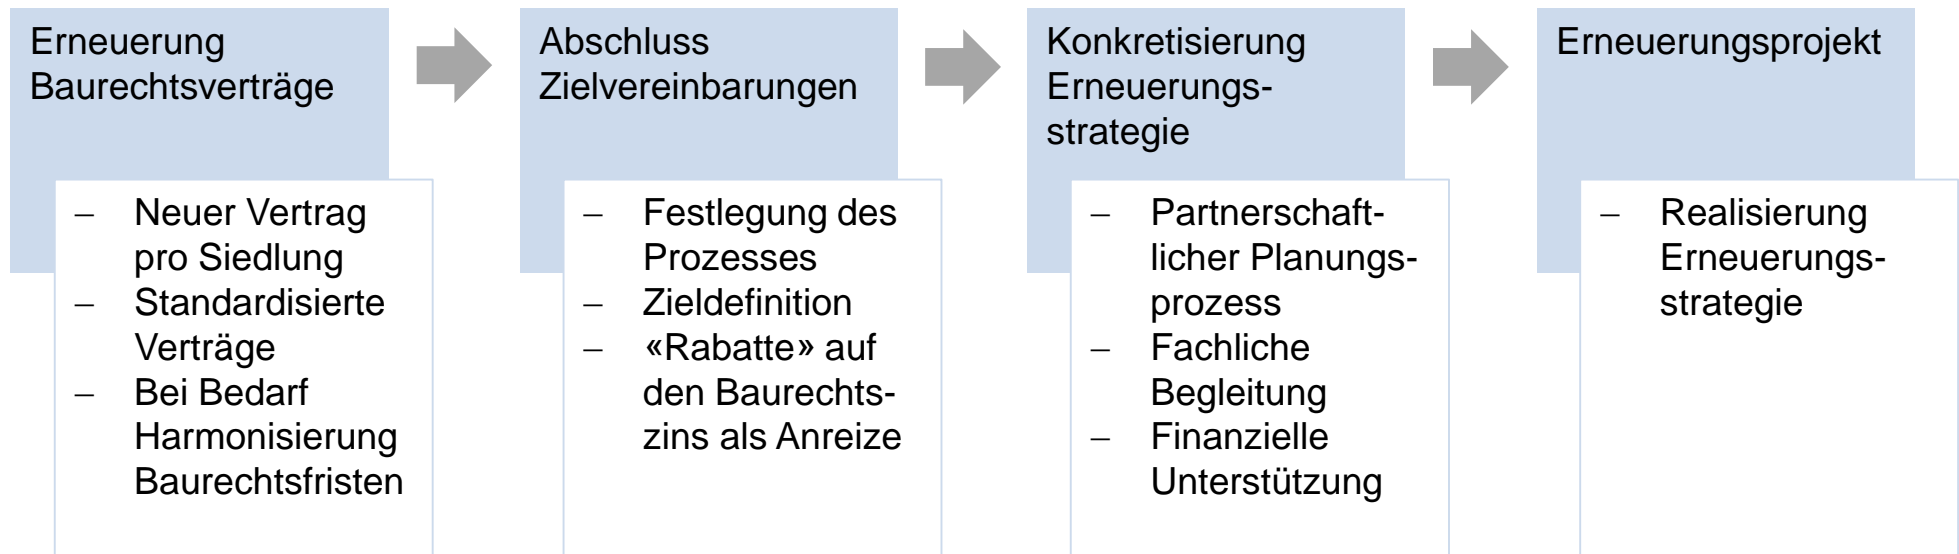 Erneuerung
Baurechtsverträge
– Neuer Vertrag
pro Siedlung
– Standardisierte
Verträge
– Bei Bedarf
Harmonisierung
Baurechtsfristen
Abschluss
Zielvereinbarungen
– Festlegung des
Prozesses
– Zieldefinition
– «Rabatte» auf
den Baurechts-
zins als Anreize
Konkretisierung
Erneuerungs-
strategie
– Partnerschaft-
licher Planungs-
prozess
– Fachliche
Begleitung
– Finanzielle
Unterstützung
Erneuerungsprojekt
– Realisierung
Erneuerungs-
strategie